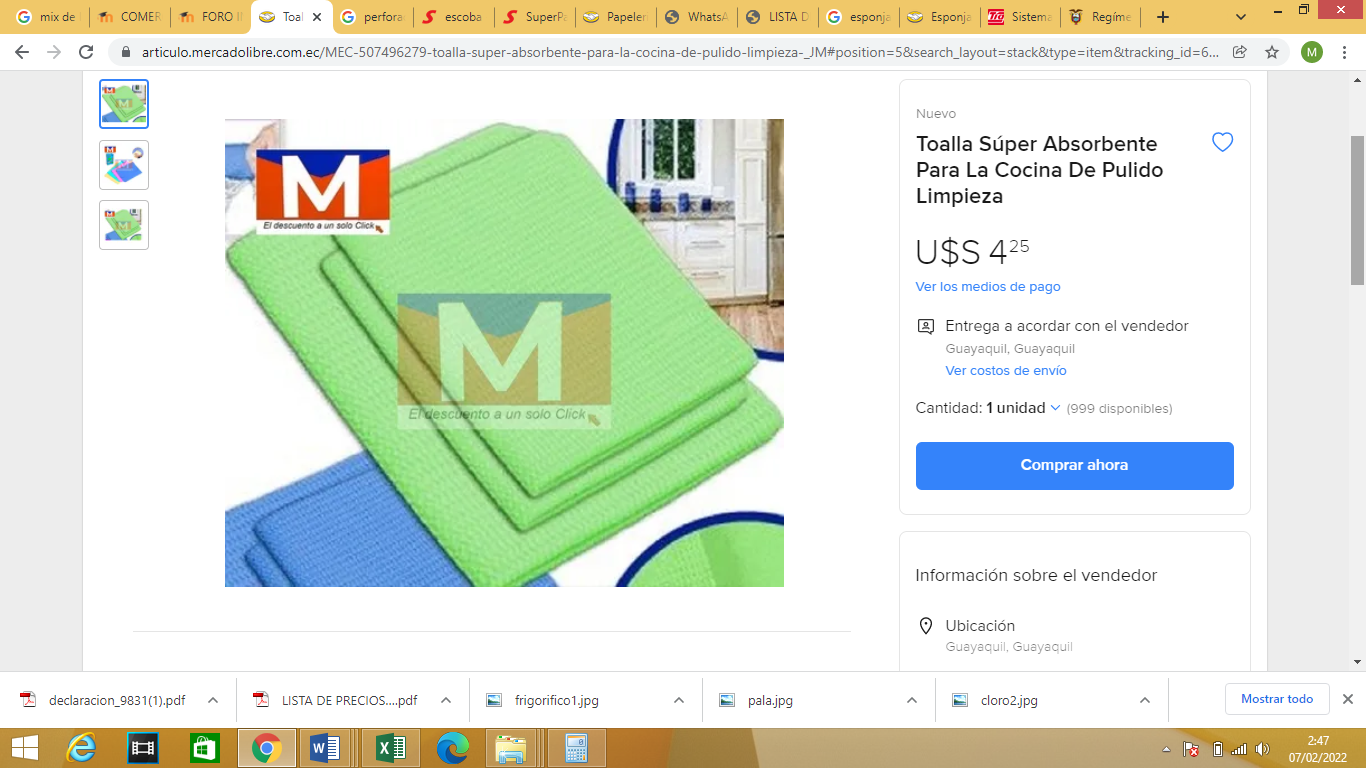 mix de
COMER
FORO II
Toal
perfora
escoba
SuperPa
Papeler
WhatsA
LISTA D
esponja
Esponja
Sistema
Regíme
articulo.mercadolibre.com.ec/MEC-507496279-toalla-super-absorbente-para-la-cocina-de-pulido-limpieza-_JM#position=5&search_layout=stack&type=item&tracking_id=6...
M
M
El descuento a un solo Click
M
El descuento a un solo Click
Nuevo
Toalla Súper Absorbente
Para La Cocina De Pulido
Limpieza
U$S 4 25
Ver los medios de pago
Entrega a acordar con el vendedor
Guayaquil, Guayaquil
Ver costos de envío
Cantidad: 1 unidad (999 disponibles)
Comprar ahora
Información sobre el vendedor
Ubicación
Guayaquil, Guayaquil
declaracion_9831(1).pdf
LISTA DE PRECIOS....pdf
frigorifico1.jpg
pala.jpg
cloro2.jpg
Mostrar todo
2:47
07/02/2022